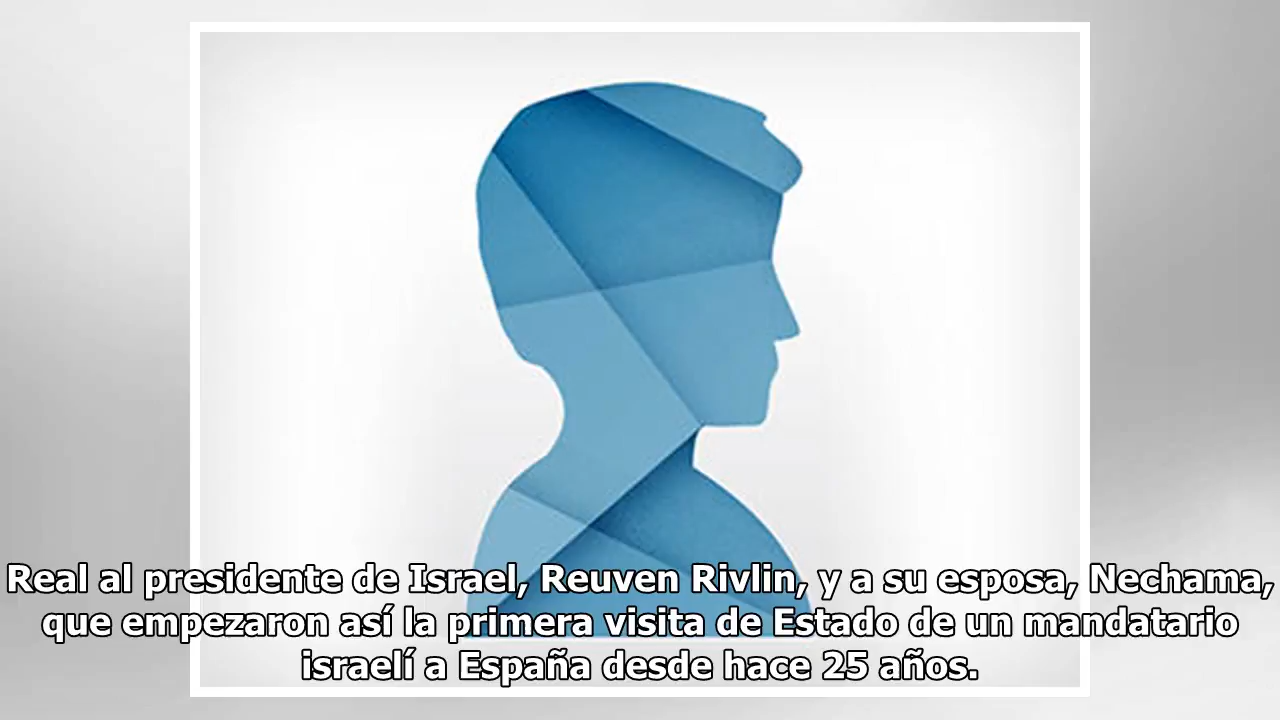 Real al presidente de Israel, Reuven Rivlin, y a su esposa, Nechama,
que empezaron así la primera visita de Estado de un mandatario
israelí a España desde hace 25 años.